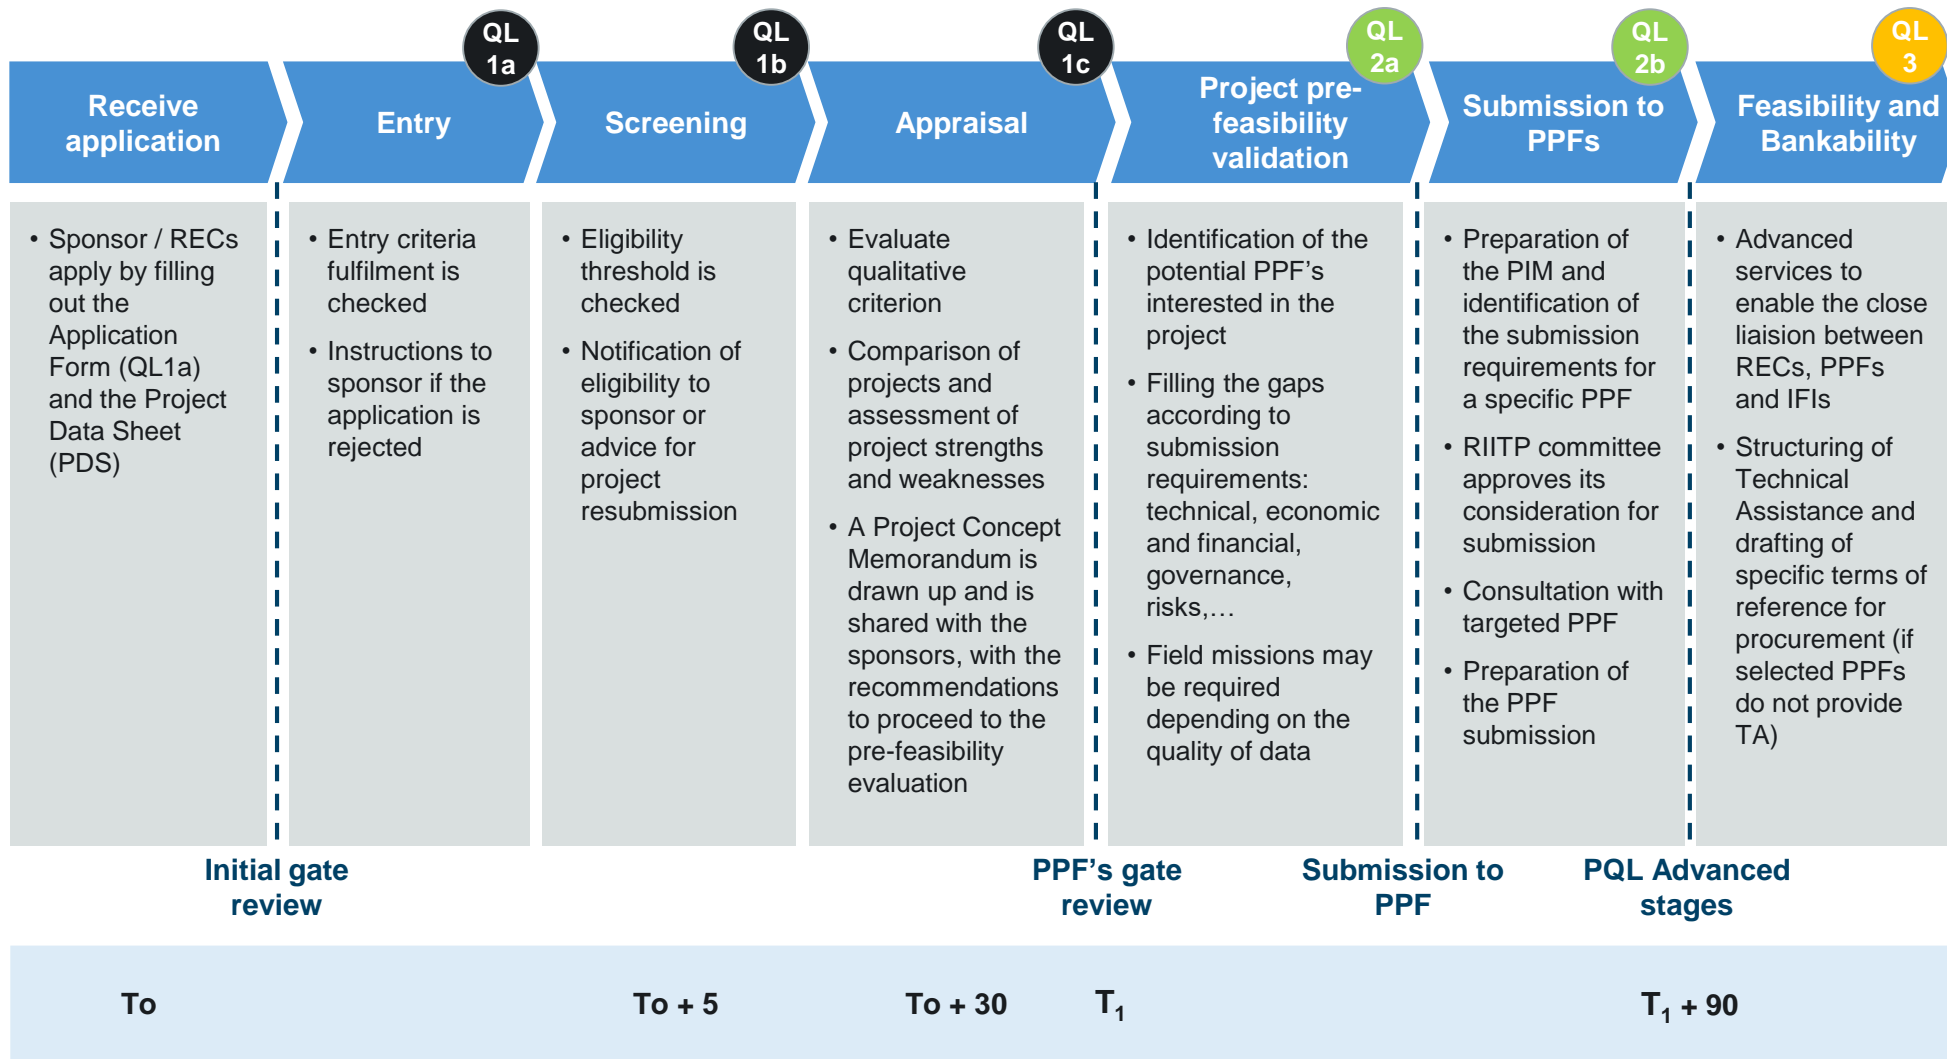 QL
1a
QL
1b
QL
1c
QL
2a
QL
2b
QL
3
Receive
application
Entry
Screening
Appraisal
Project pre-
feasibility
validation
Submission to
PPFs
Feasibility and
Bankability
• Sponsor / RECs
apply by filling
out the
Application
Form (QL1a)
and the Project
Data Sheet
(PDS)
• Entry criteria
fulfilment is
checked
• Instructions to
sponsor if the
application is
rejected
• Eligibility
threshold is
checked
• Notification of
eligibility to
sponsor or
advice for
project
resubmission
• Evaluate
qualitative
criterion
• Comparison of
projects and
assessment of
project strengths
and weaknesses
• A Project Concept
Memorandum is
drawn up and is
shared with the
sponsors, with the
recommendations
to proceed to the
pre-feasibility
evaluation
• Identification of the
potential PPF’s
interested in the
project
• Filling the gaps
according to
submission
requirements:
technical, economic
and financial,
governance,
risks,…
• Field missions may
be required
depending on the
quality of data
• Preparation of
the PIM and
identification of
the submission
requirements for
a specific PPF
• RIITP committee
approves its
consideration for
submission
• Consultation with
targeted PPF
• Preparation of
the PPF
submission
• Advanced
services to
enable the close
liaision between
RECs, PPFs
and IFIs
• Structuring of
Technical
Assistance and
drafting of
specific terms of
reference for
procurement (if
selected PPFs
do not provide
TA)
Initial gate
review
PPF’s gate
review
Submission to
PPF
PQL Advanced
stages
To
To + 5
To + 30
T1
T1 + 90